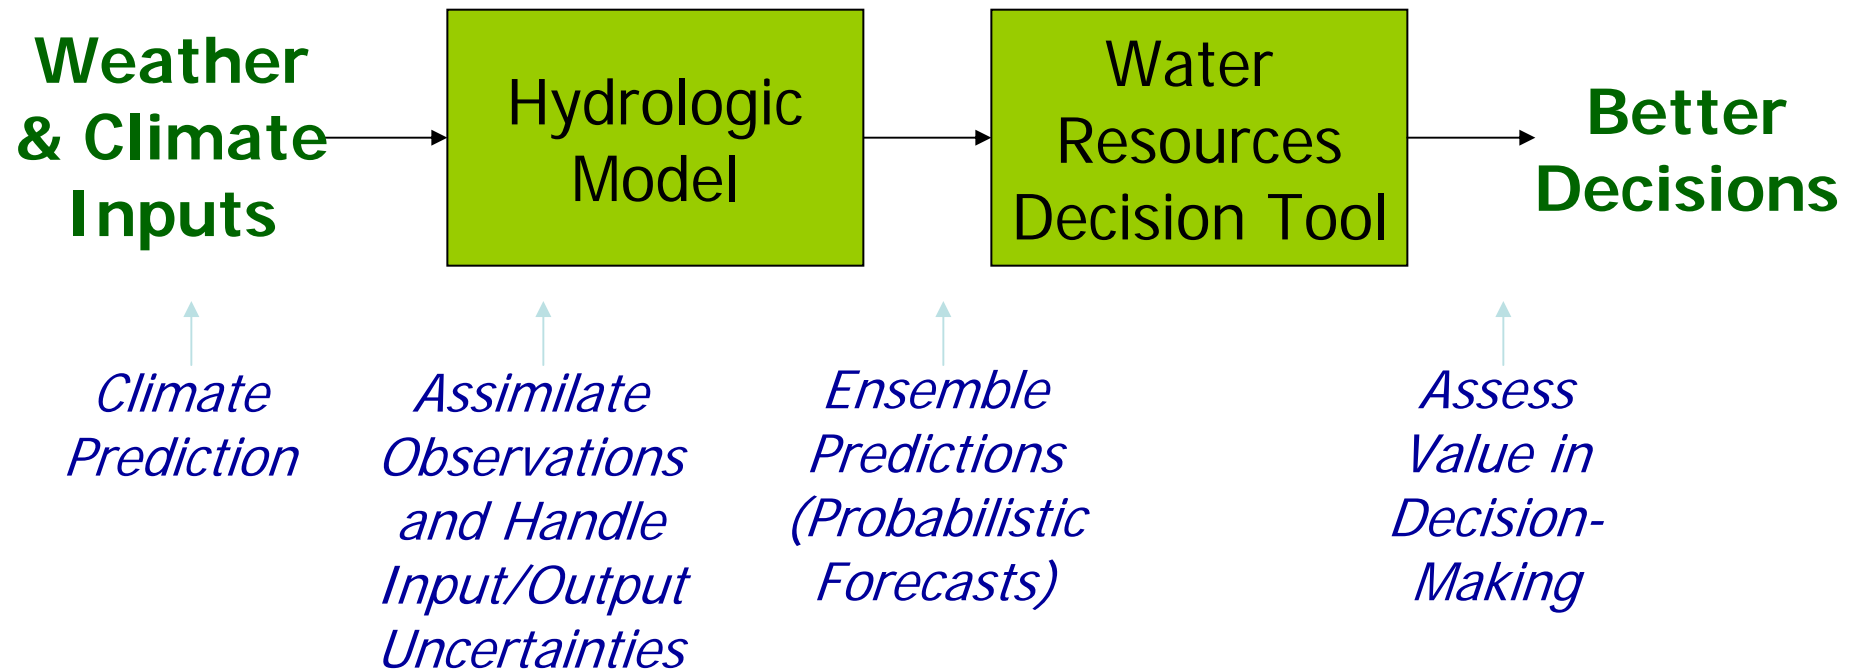 Weather
& Climate
Inputs
Hydrologic
Model
Water
Resources
Decision Tool
Better
Decisions
Climate
Prediction
Assimilate
Observations
and Handle
Input/Output
Uncertainties
Ensemble
Predictions
(Probabilistic
Forecasts)
Assess
Value in
Decision-
Making